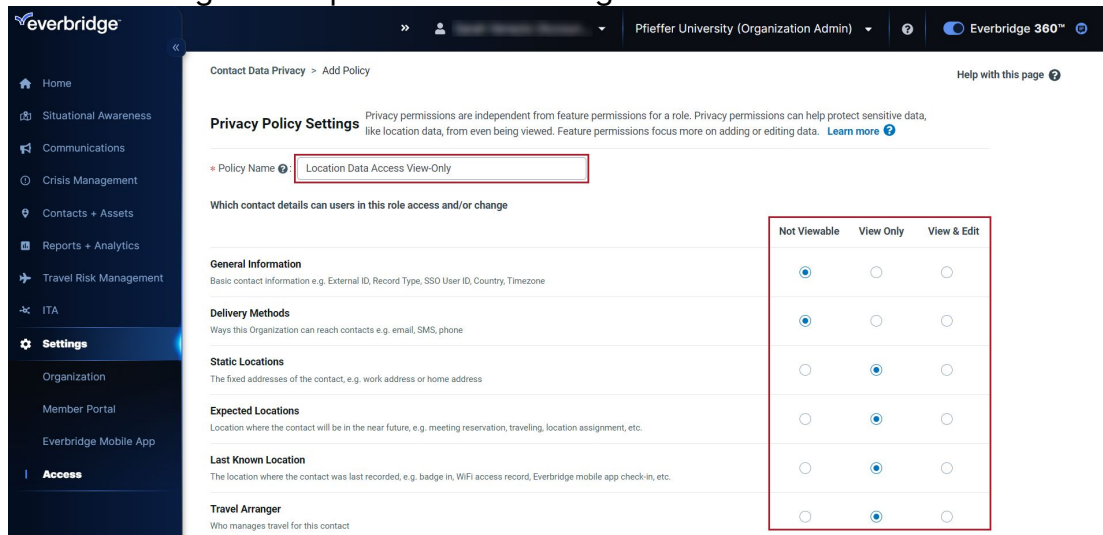 everbridge™
»
Pfieffer University (Organization Admin)
Everbridge 360™
«
Home
Situational Awareness
Communications
Crisis Management
Contacts + Assets
Reports + Analytics
Travel Risk Management
ITA
Settings
Organization
Member Portal
Everbridge Mobile App
Access
Contact Data Privacy > Add Policy
Help with this page
Privacy Policy Settings
Privacy permissions are independent from feature permissions for a role. Privacy permissions can help protect sensitive data,
like location data, from even being viewed. Feature permissions focus more on adding or editing data. Learn more
* Policy Name : Location Data Access View-Only
Which contact details can users in this role access and/or change
Not Viewable View Only View & Edit
General Information
Basic contact information e.g. External ID, Record Type, SSO User ID, Country, Timezone
Delivery Methods
Ways this Organization can reach contacts e.g. email, SMS, phone
Static Locations
The fixed addresses of the contact, e.g. work address or home address
Expected Locations
Location where the contact will be in the near future, e.g. meeting reservation, traveling, location assignment, etc.
Last Known Location
The location where the contact was last recorded, e.g. badge in, WiFi access record, Everbridge mobile app check-in, etc.
Travel Arranger
Who manages travel for this contact